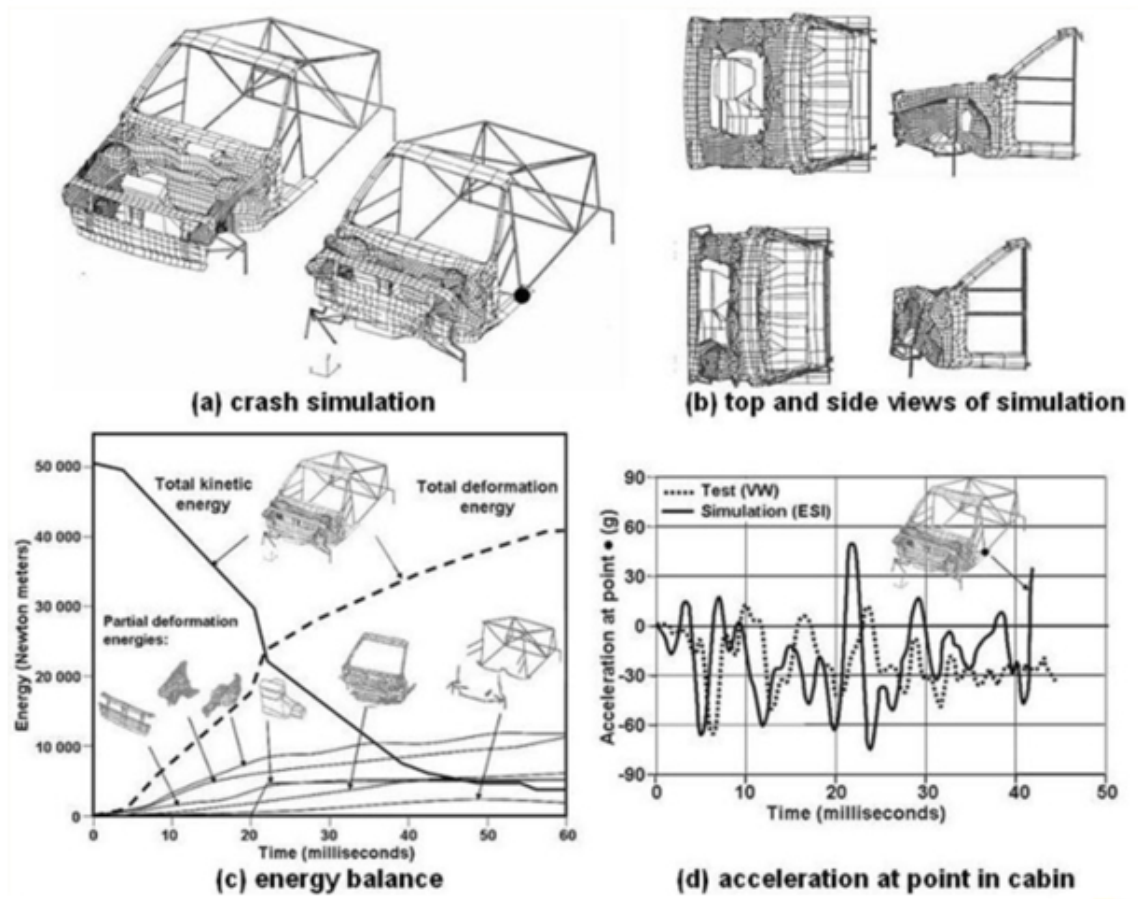 (a) crash simulation
(b) top and side views of simulation
50 000
40 000
30 000
20 000
10 000
0
Energy (Newton meters)
Total kinetic
energy
Total deformation
energy
Partial deformation
energies:
0 10 20 30 40 50 60
Time (milliseconds)
(c) energy balance
90
60
30
0
-30
-60
-90
Acceleration at point • (g)
Test (VW)
Simulation (ESI)
0 10 20 30 40 50
Time (milliseconds)
(d) acceleration at point in cabin